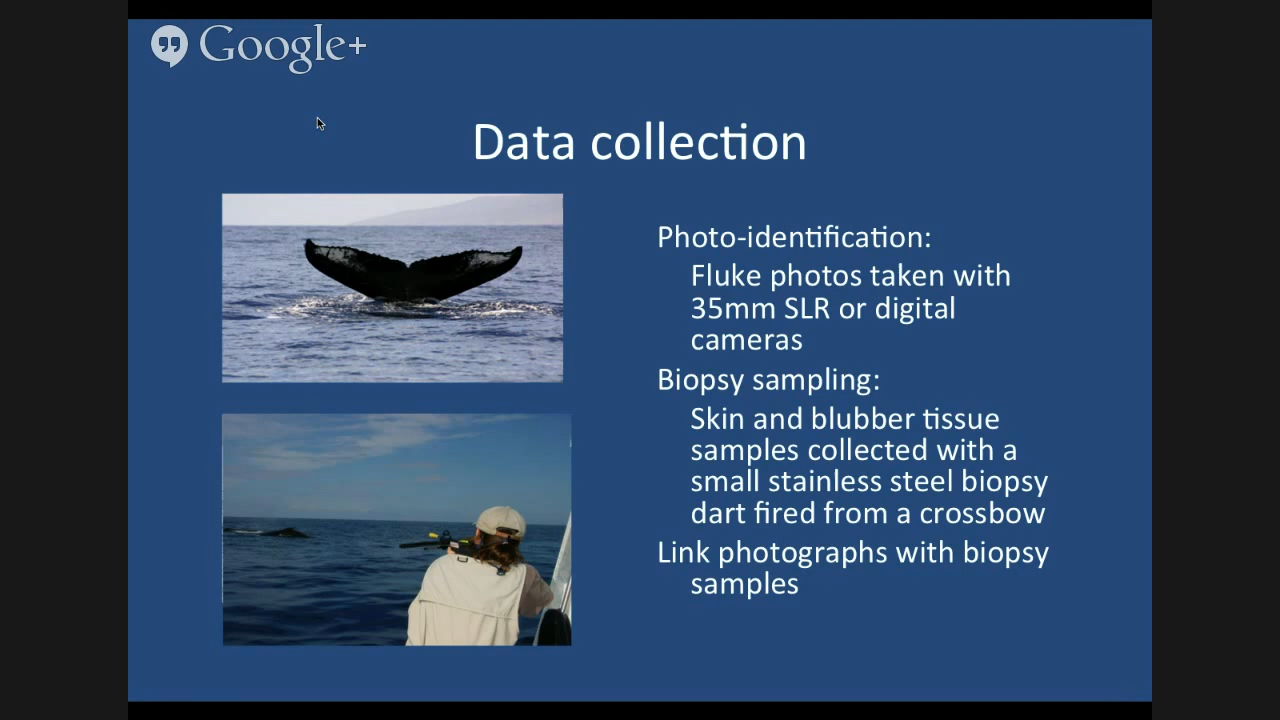 Google+
Data collection
Photo-identification:
Fluke photos taken with
35mm SLR or digital
cameras
Biopsy sampling:
Skin and blubber tissue
samples collected with a
small stainless steel biopsy
dart fired from a crossbow
Link photographs with biopsy
samples